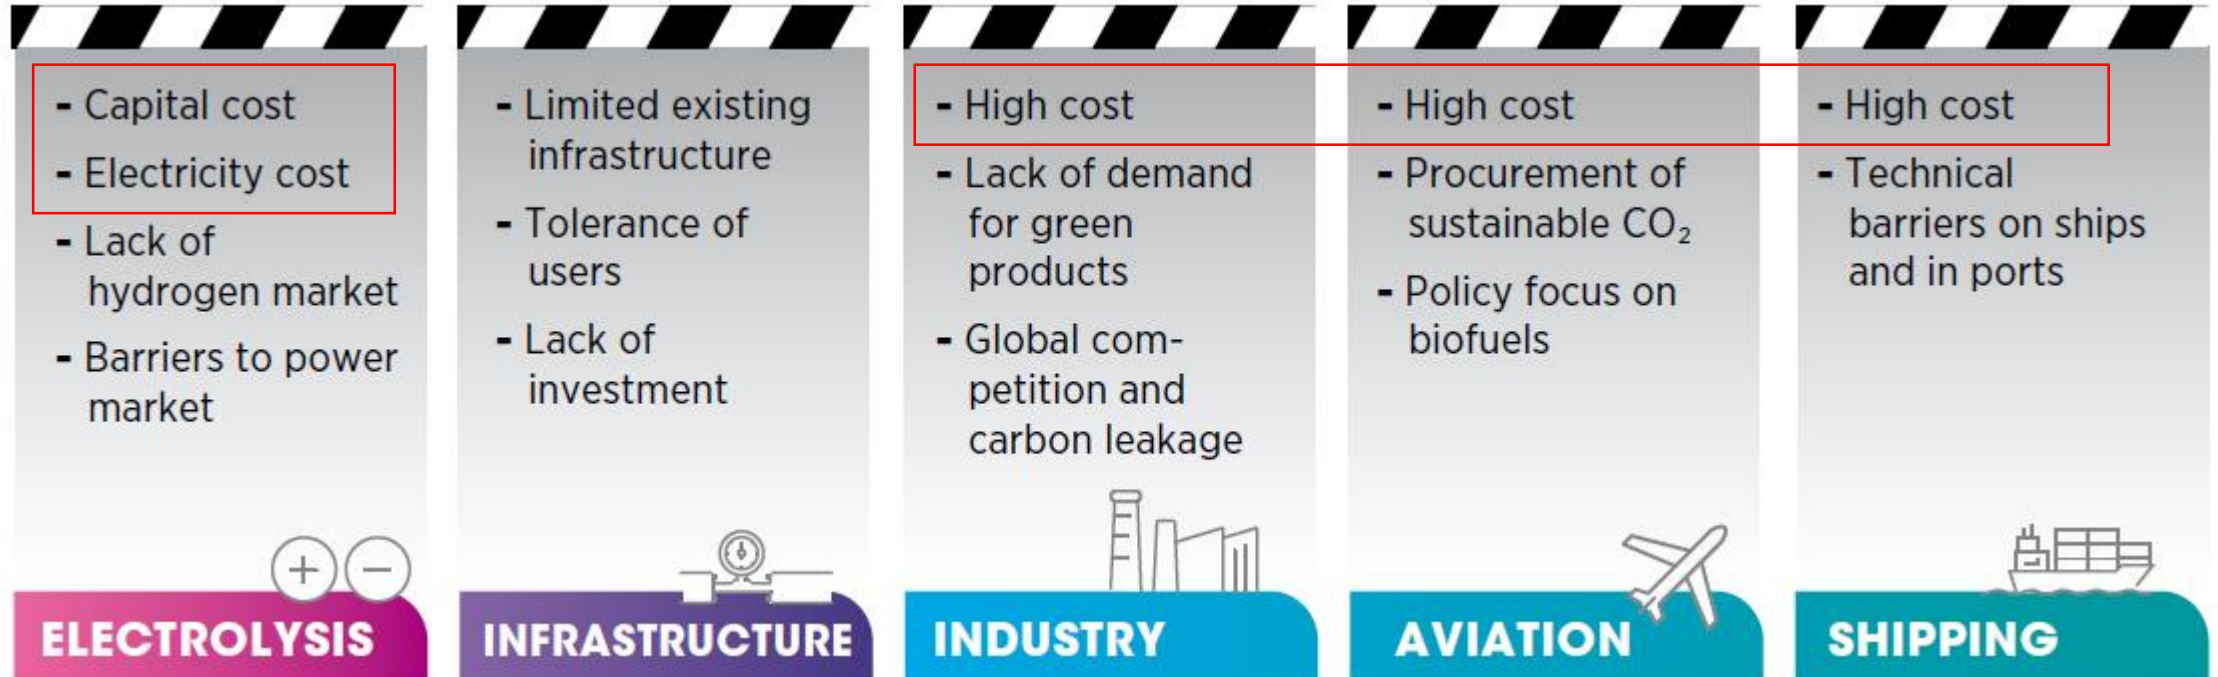 - Capital cost
- Electricity cost
- Lack of
hydrogen market
- Barriers to power
market
ELECTROLYSIS
- Limited existing
infrastructure
- Tolerance of
users
- Lack of
investment
INFRASTRUCTURE
- High cost
- Lack of demand
for green
products
- Global com-
petition and
carbon leakage
INDUSTRY
- High cost
- Procurement of
sustainable CO₂
- Policy focus on
biofuels
AVIATION
- High cost
- Technical
barriers on ships
and in ports
SHIPPING